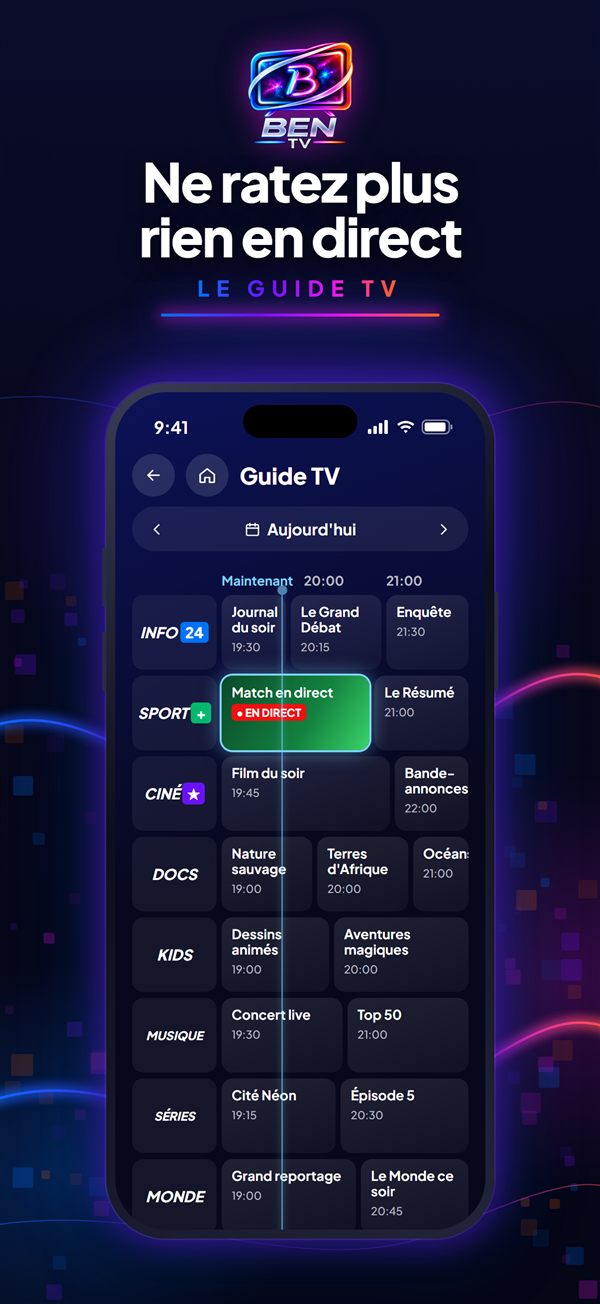 B
BEN
TV
Ne ratez plus
rien en direct
LE GUIDE TV
9:41
Guide TV
Aujourd'hui
Maintenant 20:00 21:00
INFO 24
Journal
du soir
19:30
Le Grand
Débat
20:15
Enquête
21:30
SPORT +
Match en direct
• EN DIRECT
Le Résumé
21:00
CINÉ ★
Film du soir
19:45
Bande-
annonces
22:00
DOCS
Nature
sauvage
19:00
Terres
d'Afrique
20:00
Océans
21:00
KIDS
Dessins
animés
19:00
Aventures
magiques
20:00
MUSIQUE
Concert live
19:30
Top 50
21:00
SÉRIES
Cité Néon
19:15
Épisode 5
20:30
MONDE
Grand reportage
19:00
Le Monde ce
soir
20:45